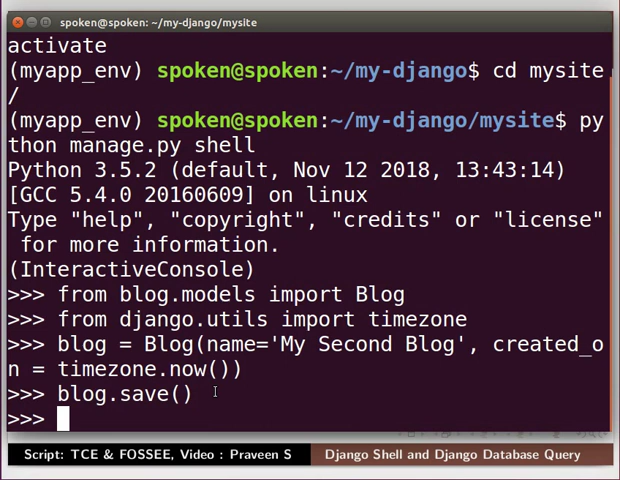 spoken@spoken: ~/my-django/mysite
activate
(myapp_env) spoken@spoken:~/my-django$ cd mysite
/
(myapp_env) spoken@spoken:~/my-django/mysite$ py
thon manage.py shell
Python 3.5.2 (default, Nov 12 2018, 13:43:14)
[GCC 5.4.0 20160609] on linux
Type "help", "copyright", "credits" or "license"
 for more information.
(InteractiveConsole)
>>> from blog.models import Blog
>>> from django.utils import timezone
>>> blog = Blog(name='My Second Blog', created_o
n = timezone.now())
>>> blog.save()
>>>
Script: TCE & FOSSEE, Video : Praveen S Django Shell and Django Database Query